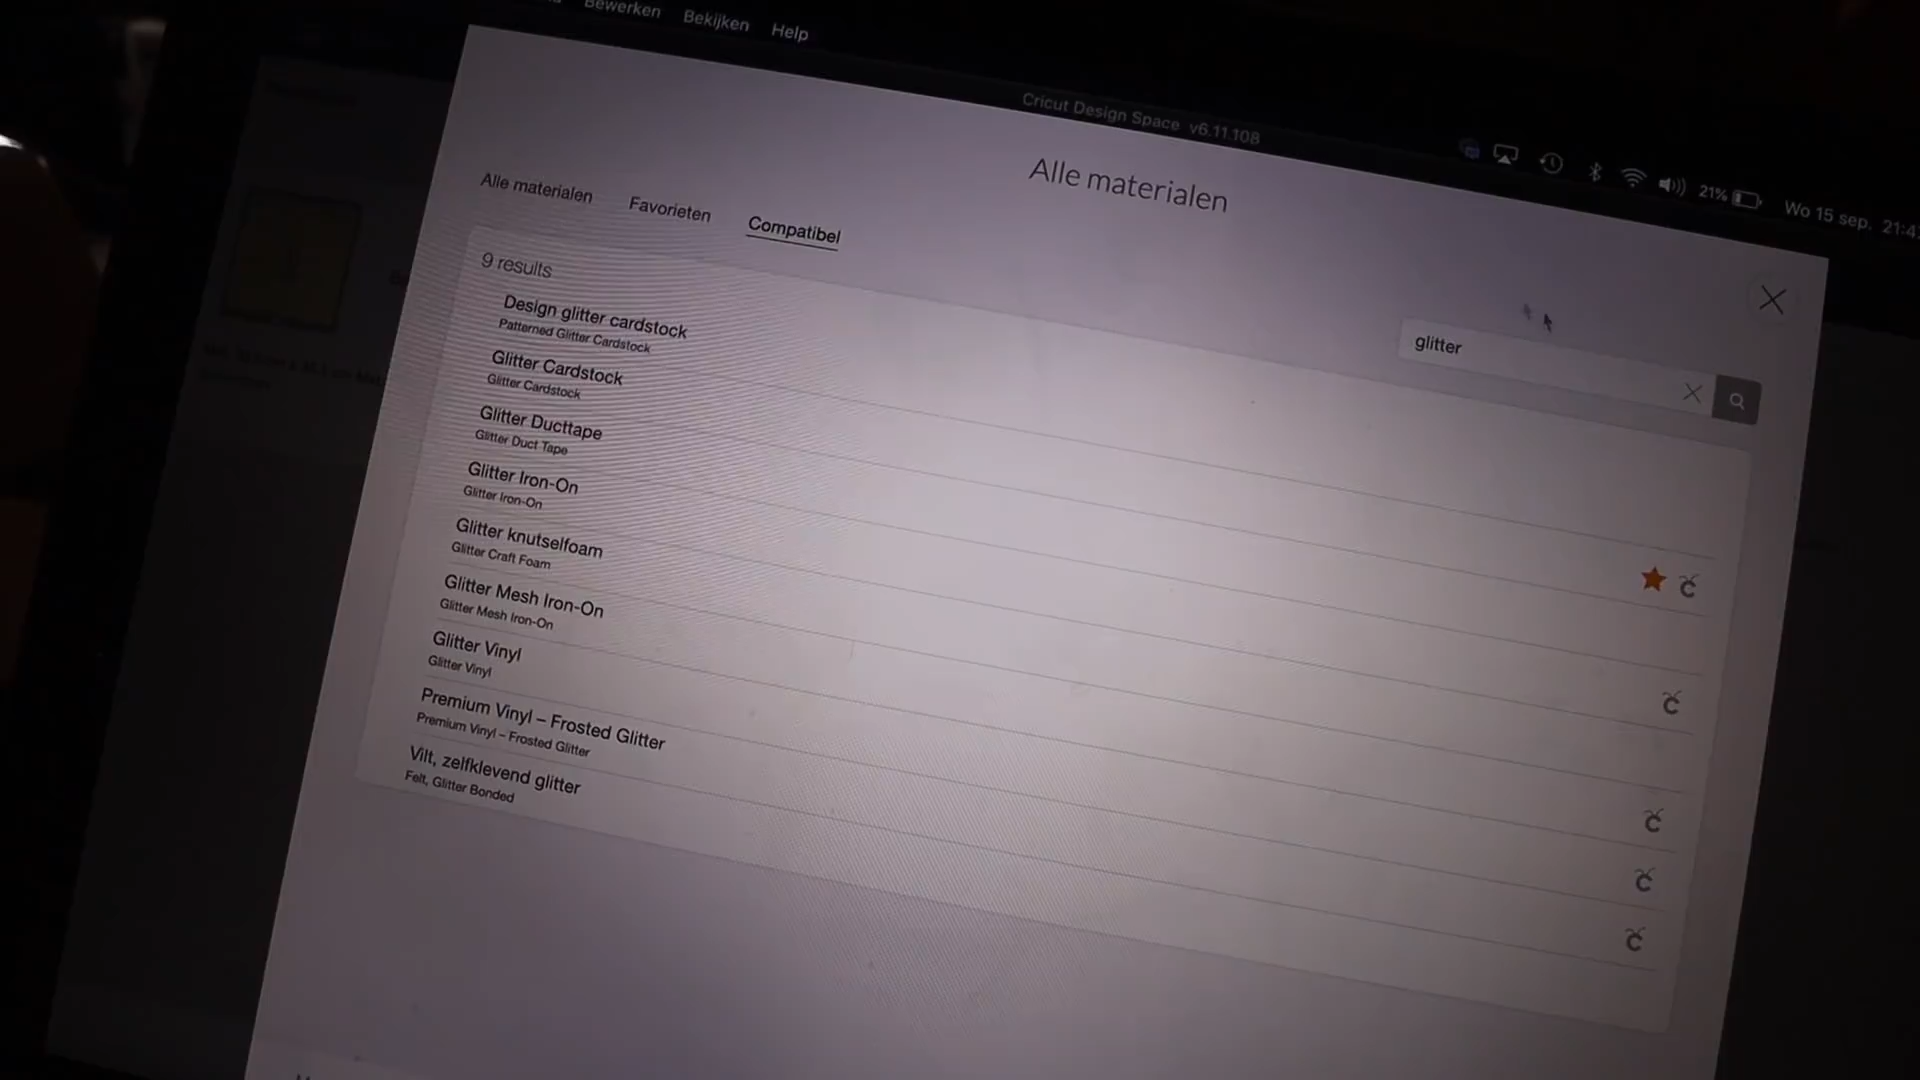 Bewerken Bekijken Help
Cricut Design Space v6.11.108
21% Wo 15 sep.
Alle materialen
Alle materialen Favorieten Compatibel
glitter
9 results
Design glitter cardstock
Patterned Glitter Cardstock
Glitter Cardstock
Glitter Cardstock
Glitter Ducttape
Glitter Duct Tape
Glitter Iron-On
Glitter Iron-On
Glitter knutselfoam
Glitter Craft Foam
Glitter Mesh Iron-On
Glitter Mesh Iron-On
Glitter Vinyl
Glitter Vinyl
Premium Vinyl – Frosted Glitter
Premium Vinyl – Frosted Glitter
Vilt, zelfklevend glitter
Felt, Glitter Bonded